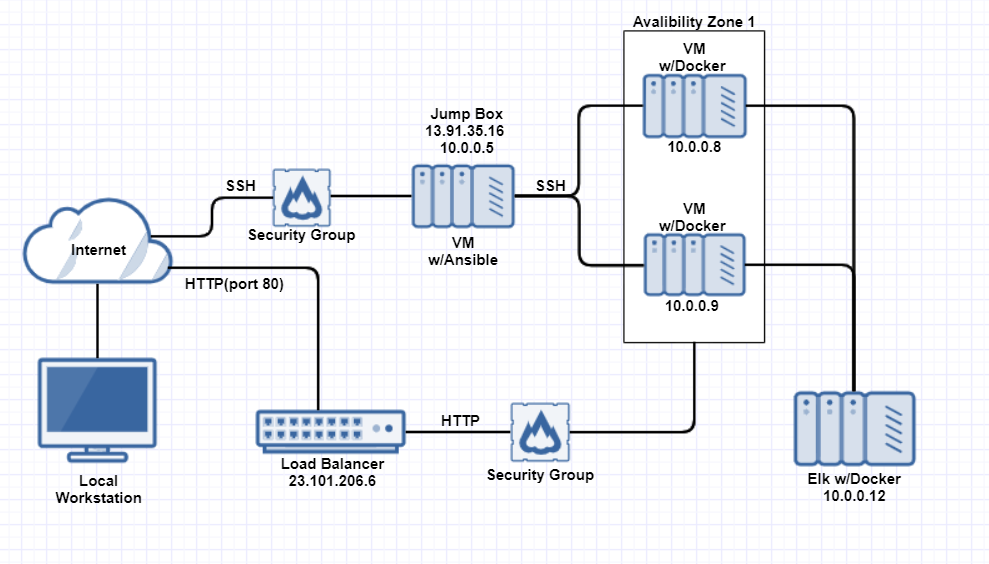 Avalibility Zone 1
VM
w/Docker
10.0.0.8
Jump Box
13.91.35.16
10.0.0.5
SSH
SSH
Security Group
VM
w/Ansible
VM
w/Docker
10.0.0.9
Internet
HTTP(port 80)
HTTP
Load Balancer
23.101.206.6
Security Group
Local
Workstation
Elk w/Docker
10.0.0.12